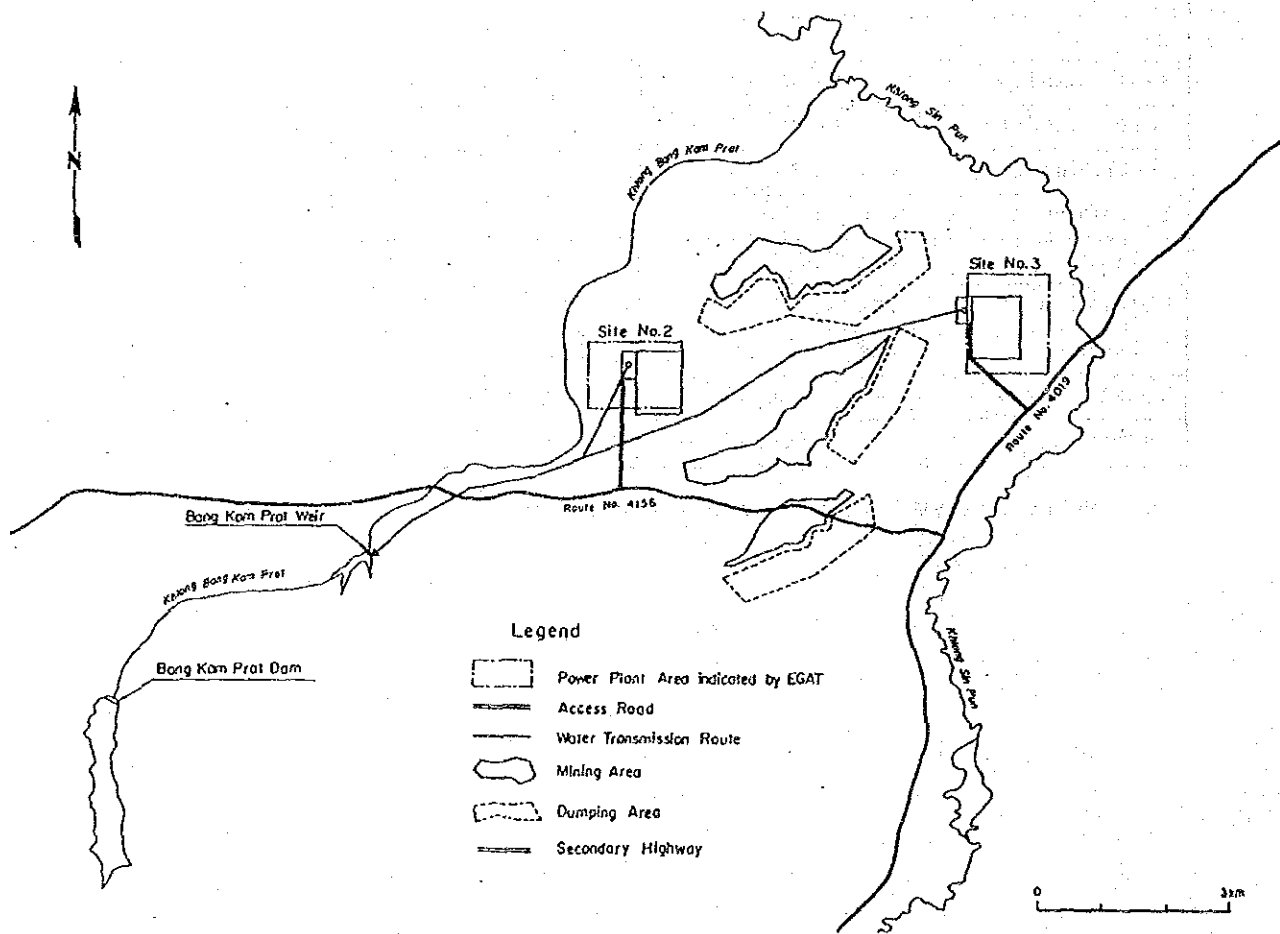 N
Khlong Sin Pun
Khlong Bang Kam Prat
Site No.3
Site No.2
Route No. 4019
Route No. 4156
Bang Kam Prat Weir
Khlong Bang Kam Prat
Bang Kam Prat Dam
Khlong Sin Pun
Legend
Power Plant Area indicated by EGAT
Access Road
Water Transmission Route
Mining Area
Dumping Area
Secondary Highway
0 3km